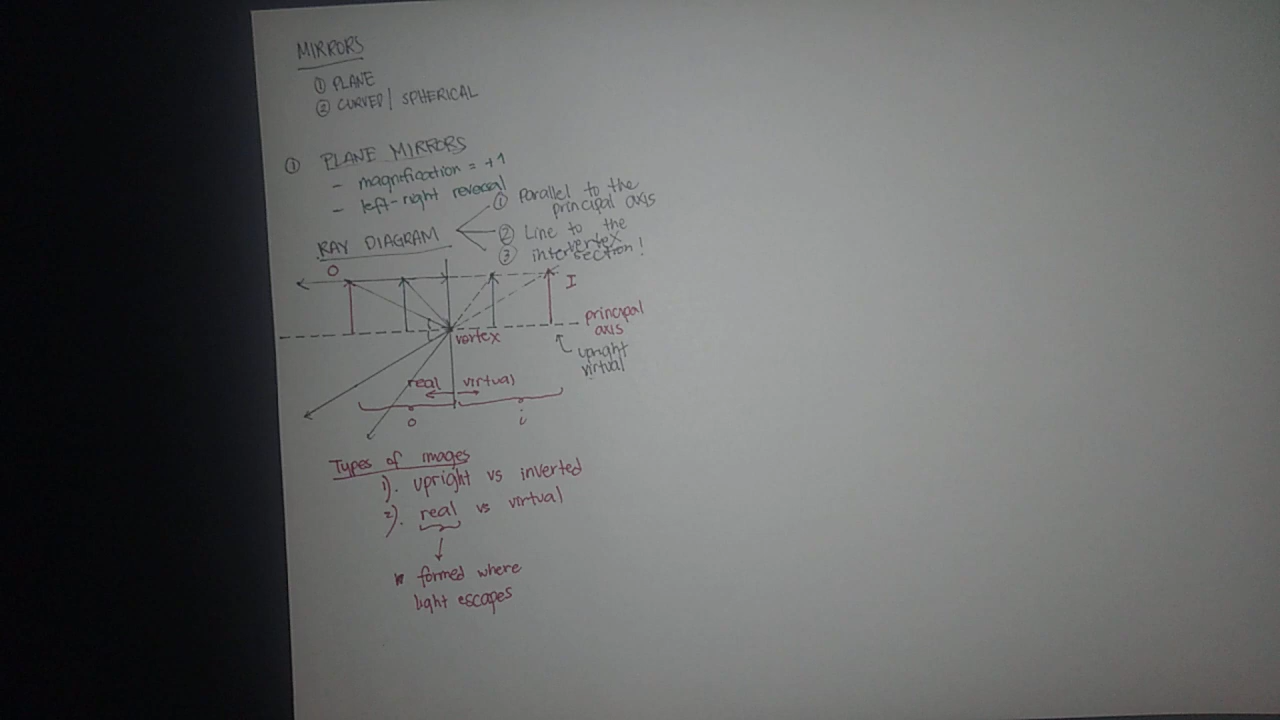 MIRRORS
① PLANE
② CURVED / SPHERICAL
① PLANE MIRRORS
- magnification = +1
- left-right reversal
RAY DIAGRAM
① Parallel to the
principal axis
② Line to the
vertex
③ intersection!
O
I
principal
axis
vortex
upright
virtual
real
virtual
o
i
Types of images
1). upright vs inverted
2). real vs virtual
* formed where
light escapes